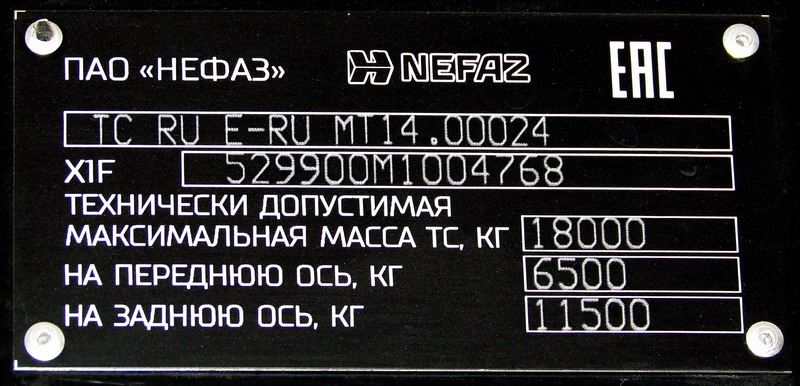 ПАО «НЕФАЗ» NEFAZ EAC
TC RU E-RU MT14.00024
X1F 529900M1004768
ТЕХНИЧЕСКИ ДОПУСТИМАЯ
МАКСИМАЛЬНАЯ МАССА ТС, КГ 18000
НА ПЕРЕДНЮЮ ОСЬ, КГ 6500
НА ЗАДНЮЮ ОСЬ, КГ 11500